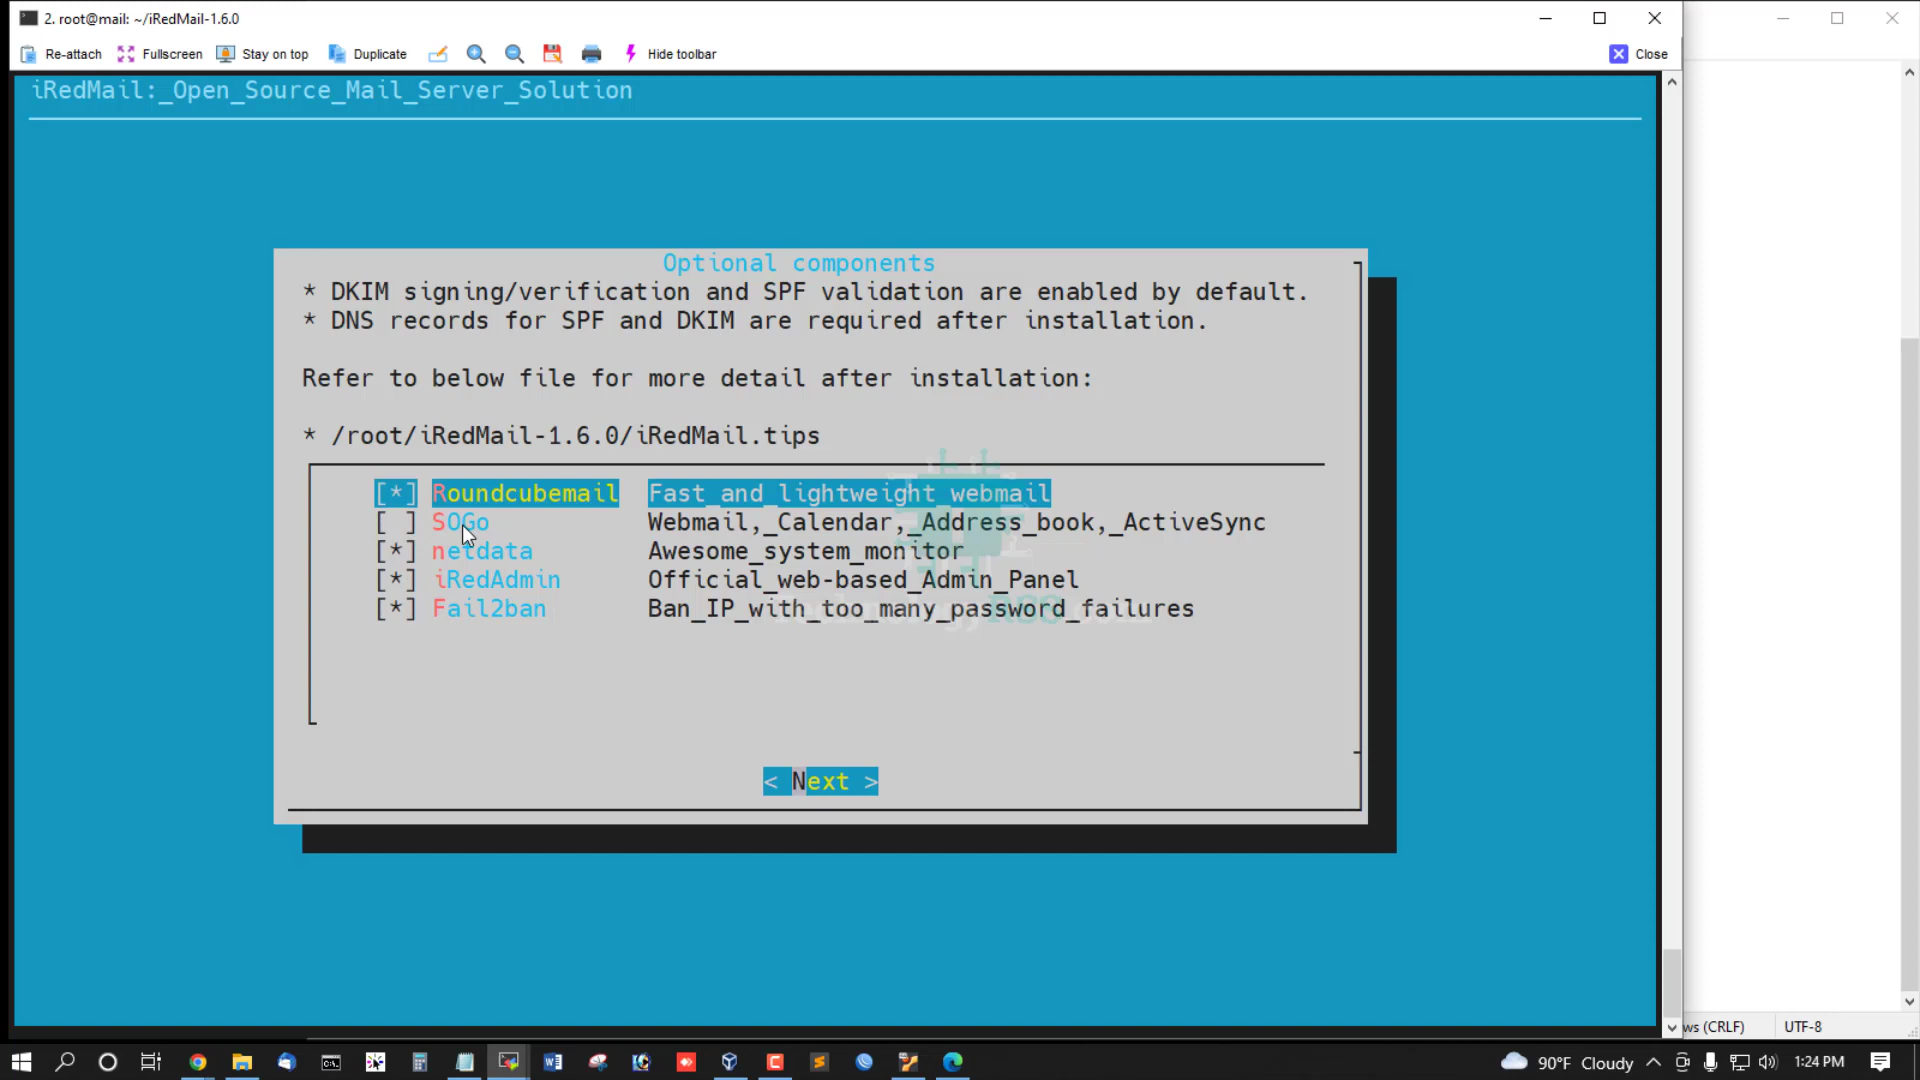 2. root@mail: ~/iRedMail-1.6.0
Re-attach Fullscreen Stay on top Duplicate Hide toolbar Close
iRedMail:_Open_Source_Mail_Server_Solution
Optional components
* DKIM signing/verification and SPF validation are enabled by default.
* DNS records for SPF and DKIM are required after installation.
Refer to below file for more detail after installation:
* /root/iRedMail-1.6.0/iRedMail.tips
[*] Roundcubemail Fast_and_lightweight_webmail
[ ] SOGo Webmail,_Calendar,_Address_book,_ActiveSync
[*] netdata Awesome_system_monitor
[*] iRedAdmin Official_web-based_Admin_Panel
[*] Fail2ban Ban_IP_with_too_many_password_failures
TechnologyRSS.com
< Next >
ws (CRLF) UTF-8
90°F Cloudy 1:24 PM